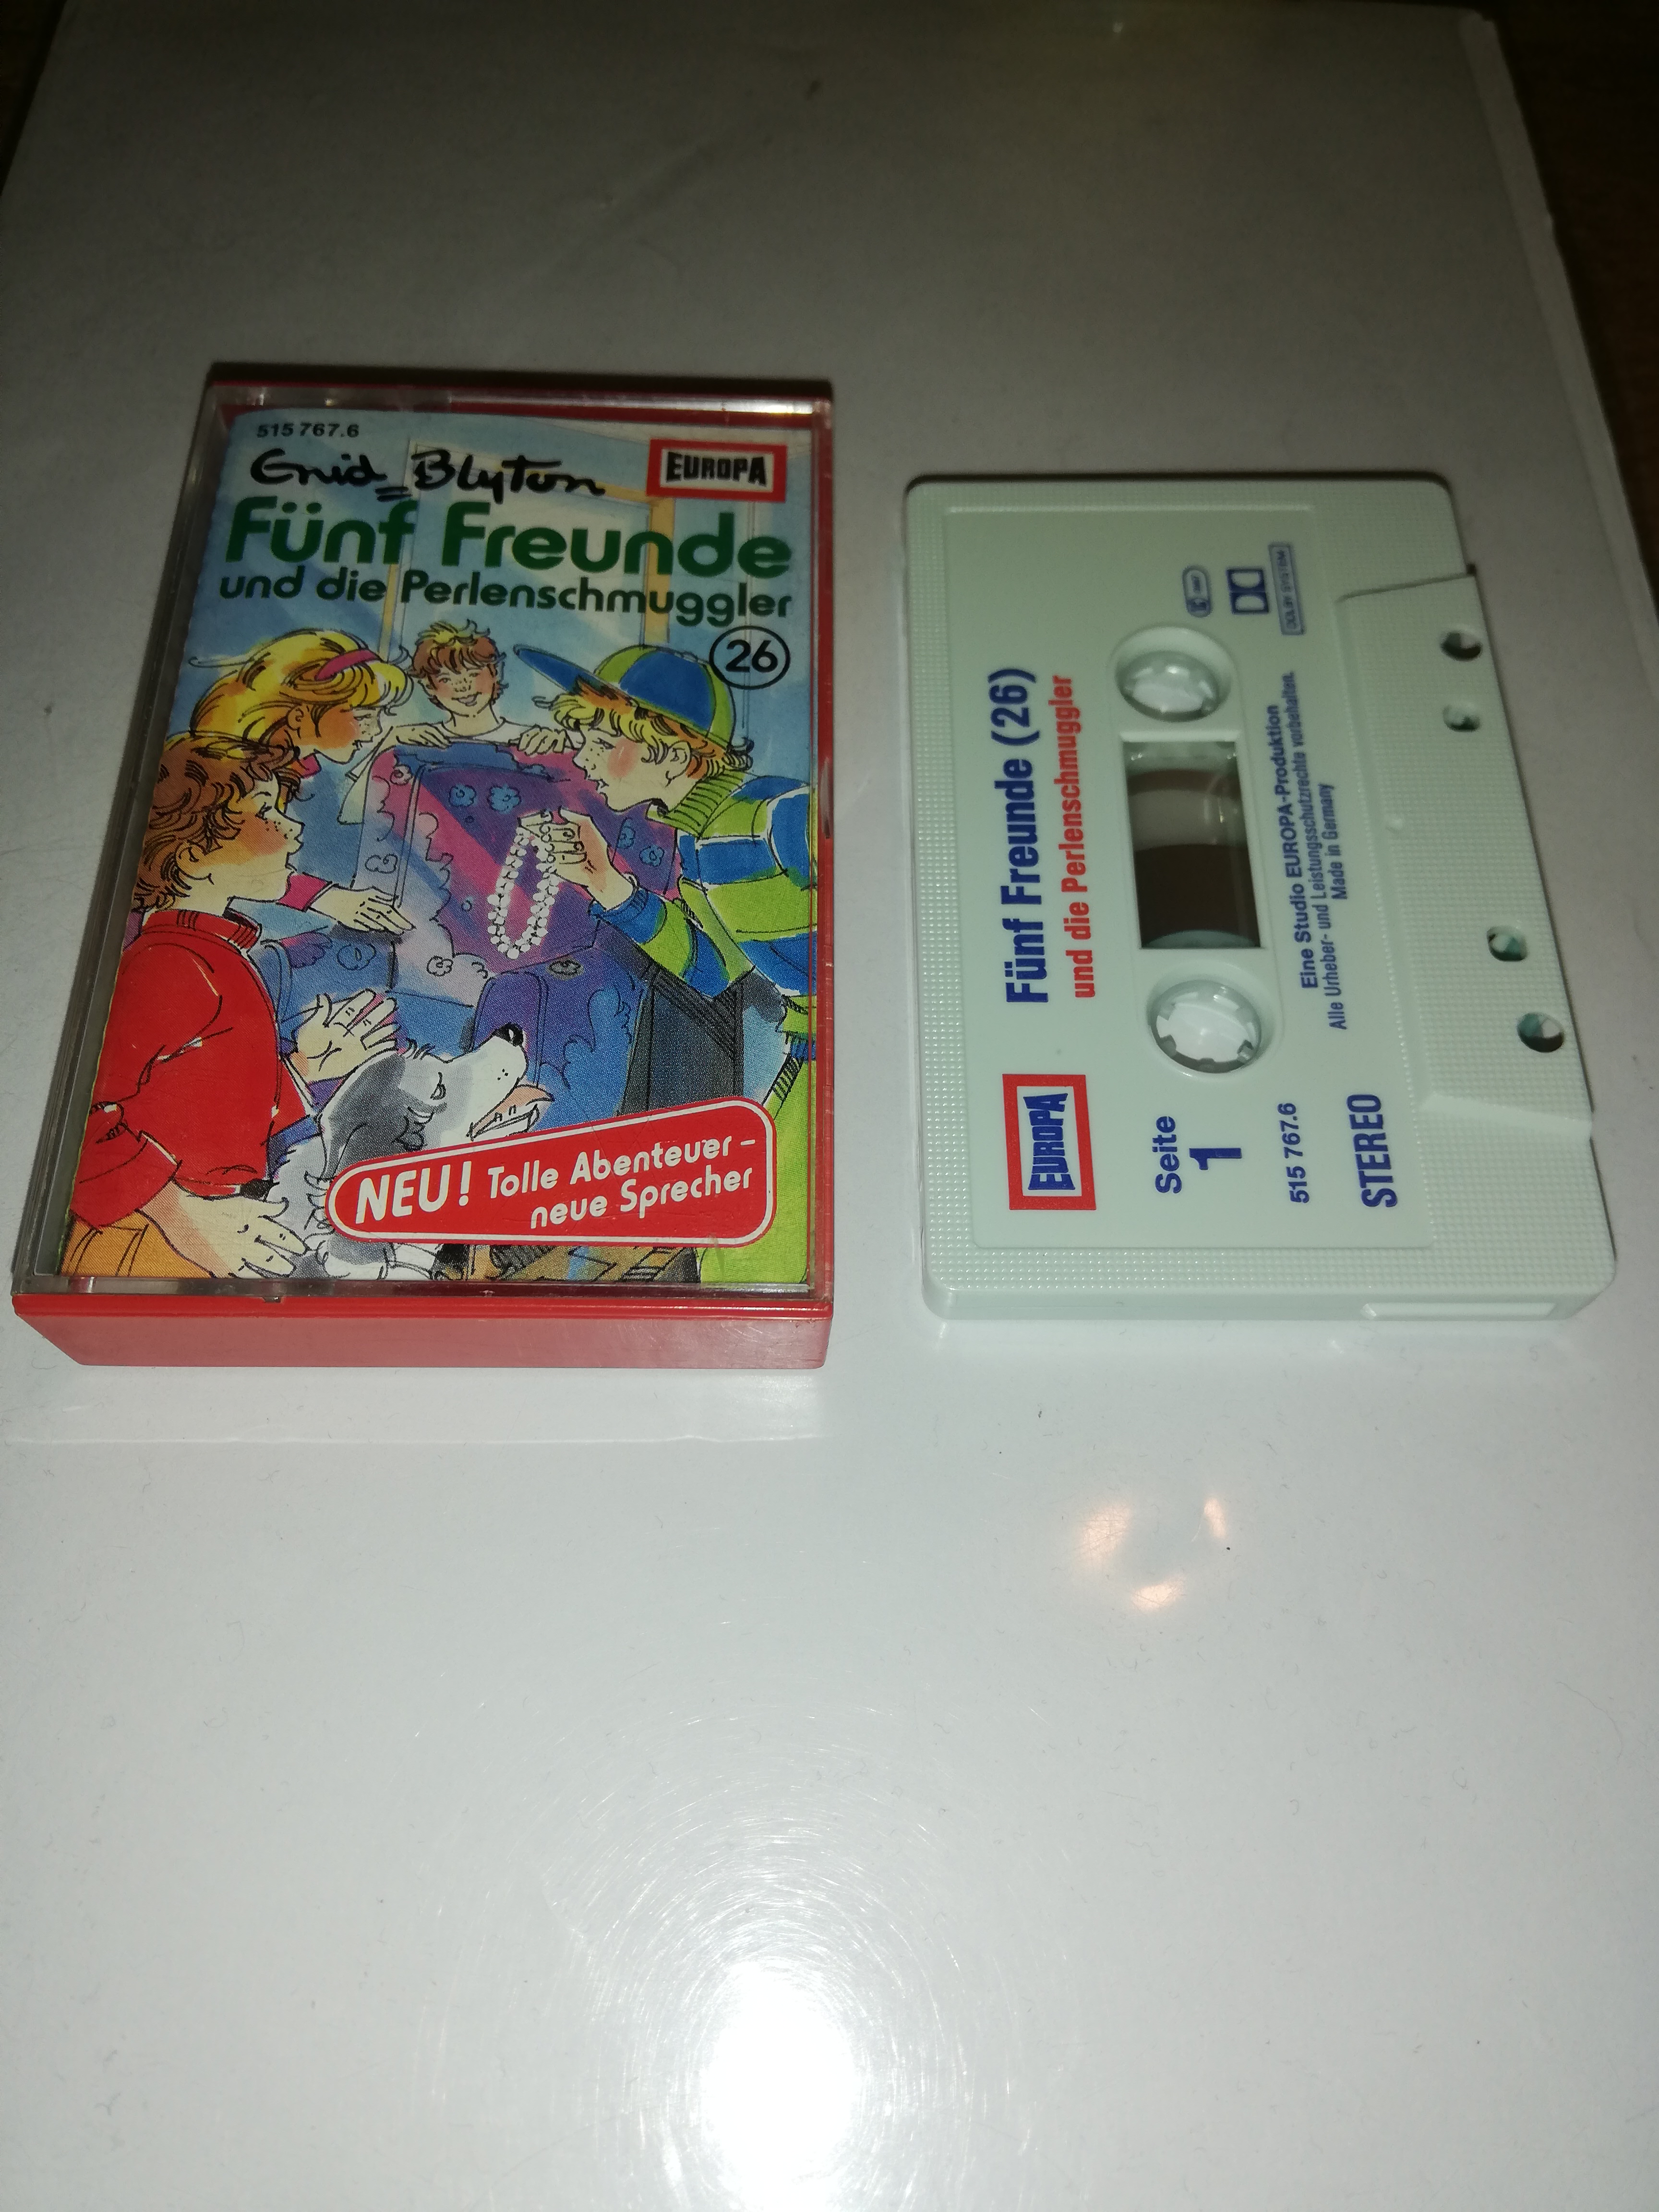 515 767.6
Enid Blyton
EUROPA
Fünf Freunde
und die Perlenschmuggler
26
NEU! Tolle Abenteuer –
neue Sprecher
Fünf Freunde (26)
und die Perlenschmuggler
EUROPA
Seite
1
DOLBY SYSTEM
Eine Studio EUROPA-Produktion
Alle Urheber- und Leistungsschutzrechte vorbehalten.
Made in Germany
515 767.6
STEREO